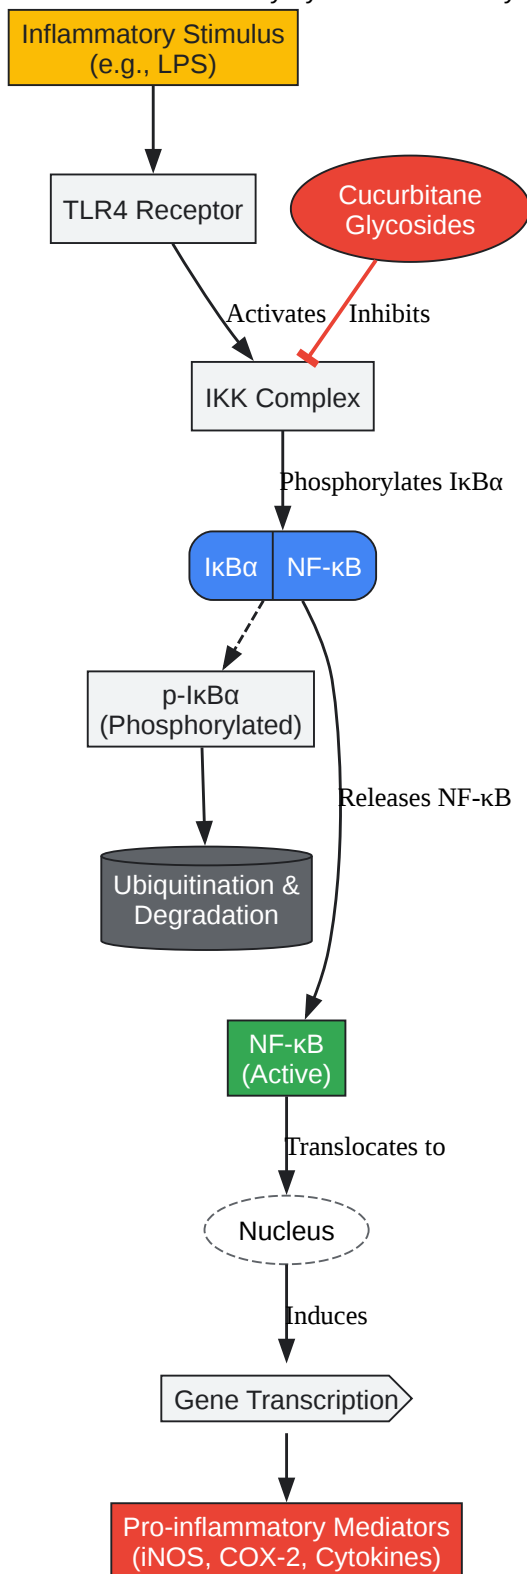 Inflammatory Stimulus
(e.g., LPS)
TLR4 Receptor
Cucurbitane
Glycosides
Activates
Inhibits
IKK Complex
Phosphorylates IκBα
IκBα
NF-κB
p-IκBα
(Phosphorylated)
Releases NF-κB
Ubiquitination &
Degradation
NF-κB
(Active)
Translocates to
Nucleus
Induces
Gene Transcription
Pro-inflammatory Mediators
(iNOS, COX-2, Cytokines)